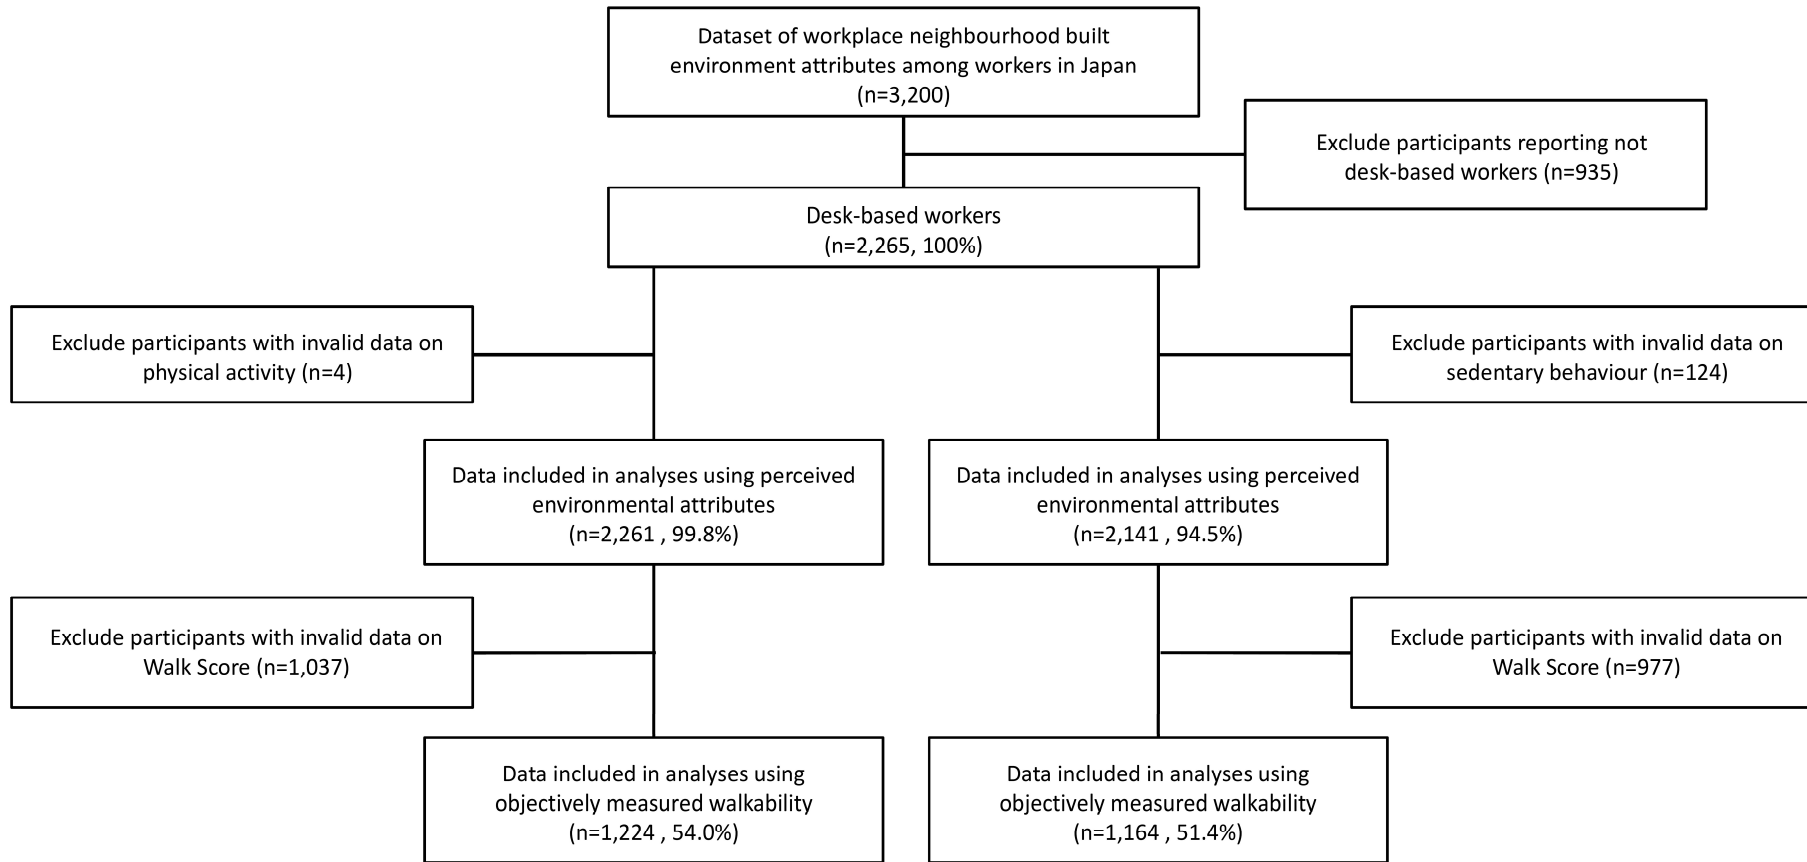 Dataset of workplace neighbourhood built
environment attributes among workers in Japan
(n=3,200)
Exclude participants reporting not
desk-based workers (n=935)
Desk-based workers
(n=2,265, 100%)
Exclude participants with invalid data on
physical activity (n=4)
Exclude participants with invalid data on
sedentary behaviour (n=124)
Data included in analyses using perceived
environmental attributes
(n=2,261 , 99.8%)
Data included in analyses using perceived
environmental attributes
(n=2,141 , 94.5%)
Exclude participants with invalid data on
Walk Score (n=1,037)
Exclude participants with invalid data on
Walk Score (n=977)
Data included in analyses using
objectively measured walkability
(n=1,224 , 54.0%)
Data included in analyses using
objectively measured walkability
(n=1,164 , 51.4%)